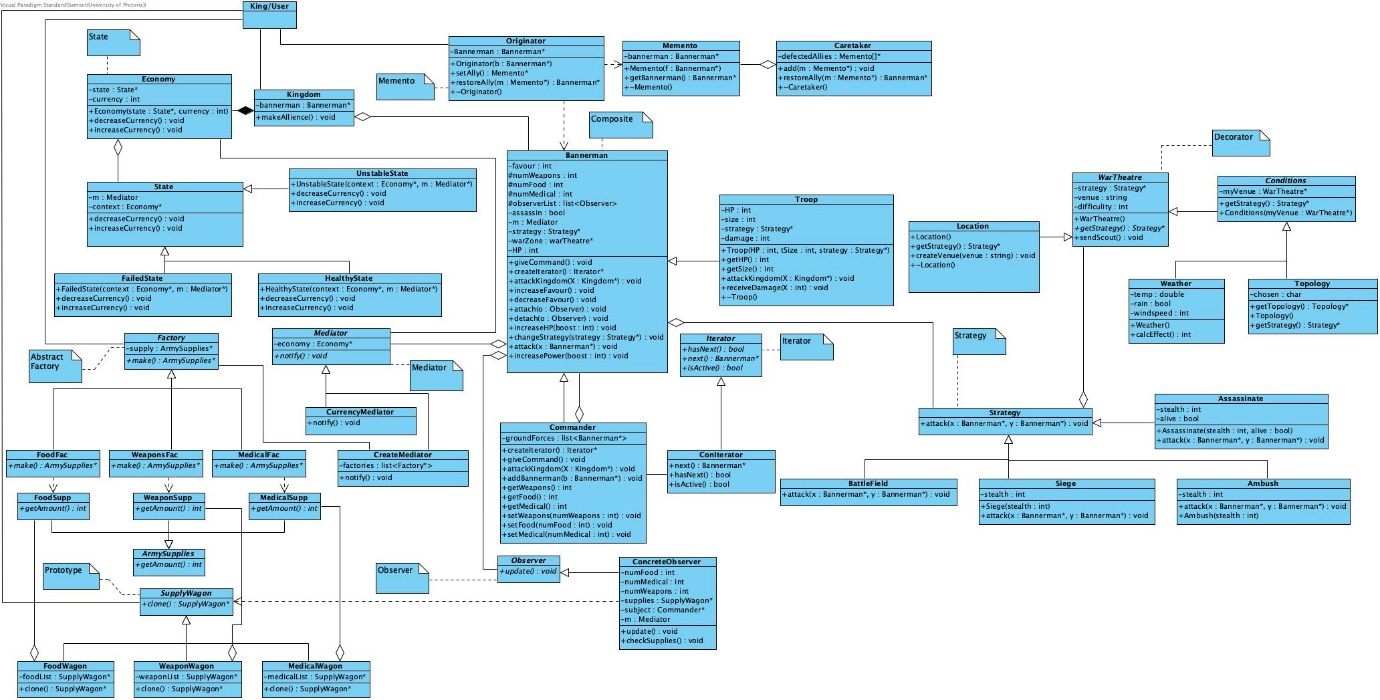 Visual Paradigm Standard(Samost(University of Pretoria))
King/User
State
Economy
-state : State*
-currency : int
+Economy(state : State*, currency : int)
+decreaseCurrency() : void
+increaseCurrency() : void
Kingdom
-bannerman : Bannerman*
+makeAllience() : void
Memento
Originator
-Bannerman : Bannerman*
+Originator(b : Bannerman*)
+setAlly() : Memento*
+restoreAlly(m : Memento*) : Bannerman*
+~Originator()
Memento
-bannerman : Bannerman*
+Memento(f : Bannerman*)
+getBannerman() : Bannerman*
+~Memento()
Caretaker
-defectedAllies : Memento[]*
+add(m : Memento*) : void
+restoreAlly(m : Memento*) : Bannerman*
+~Caretaker()
Composite
State
-m : Mediator
-context : Economy*
+decreaseCurrency() : void
+increaseCurrency() : void
UnstableState
+UnstableState(context : Economy*, m : Mediator*)
+decreaseCurrency() : void
+increaseCurrency() : void
FailedState
+FailedState(context : Economy*, m : Mediator*)
+decreaseCurrency() : void
+increaseCurrency() : void
HealthyState
+HealthyState(context : Economy*, m : Mediator*)
+decreaseCurrency() : void
+increaseCurrency() : void
Bannerman
-favour : int
#numWeapons : int
#numFood : int
#numMedical : int
#observerList : list<Observer>
-assassin : bool
-m : Mediator
-strategy : Strategy*
-warZone : warTheatre*
-HP : int
+giveCommand() : void
+createIterator() : Iterator*
+attackKingdom(X : Kingdom*) : void
+increaseFavour() : void
+decreaseFavour() : void
+attach(o : Observer) : void
+detach(o : Observer) : void
+increaseHP(boost : int) : void
+changeStrategy(strategy : Strategy*) : void
+attack(x : Bannerman*) : void
+increasePower(boost : int) : void
Troop
-HP : int
-size : int
-strategy : Strategy*
-damage : int
+Troop(HP : int, tSize : int, strategy : Strategy*)
+getHP() : int
+getSize() : int
+attackKingdom(X : Kingdom*) : void
+receiveDamage(X : int) : void
+~Troop()
Decorator
WarTheatre
-strategy : Strategy*
-venue : string
-difficulty : int
+WarTheatre()
+getStrategy() : Strategy*
+sendScout() : void
Conditions
-myVenue : WarTheatre*
+getStrategy() : Strategy*
+Conditions(myVenue : WarTheatre*)
Location
+Location()
+getStrategy() : Strategy*
+createVenue(venue : string) : void
+~Location()
Weather
-temp : double
-rain : bool
-windspeed : int
+Weather()
+calcEffect() : int
Topology
-chosen : char
+getTopology() : Topology*
+Topology()
+getStrategy() : Strategy*
Abstract
Factory
Factory
-supply : ArmySupplies*
+make() : ArmySupplies*
Mediator
-economy : Economy*
+notify() : void
Mediator
CurrencyMediator
+notify() : void
CreateMediator
-factories : list<Factory*>
+notify() : void
Iterator
+hasNext() : bool
+next() : Bannerman*
+isActive() : bool
Iterator
Strategy
Strategy
+attack(x : Bannerman*, y : Bannerman*) : void
Assassinate
-stealth : int
-alive : bool
+Assassinate(stealth : int, alive : bool)
+attack(x : Bannerman*, y : Bannerman*) : void
Commander
-groundForces : list<Bannerman*>
+createIterator() : Iterator*
+giveCommand() : void
+attackKingdom(X : Kingdom*) : void
+addBannerman(b : Bannerman*) : void
+getWeapons() : int
+getFood() : int
+getMedical() : int
+setWeapons(numWeapons : int) : void
+setFood(numFood : int) : void
+setMedical(numMedical : int) : void
ConIterator
+next() : Bannerman*
+hasNext() : bool
+isActive() : bool
BattleField
+attack(x : Bannerman*, y : Bannerman*) : void
Siege
-stealth : int
+Siege(stealth : int)
+attack(x : Bannerman*, y : Bannerman*) : void
Ambush
-stealth : int
+attack(x : Bannerman*, y : Bannerman*) : void
+Ambush(stealth : int)
FoodFac
+make() : ArmySupplies*
WeaponsFac
+make() : ArmySupplies*
MedicalFac
+make() : ArmySupplies*
FoodSupp
+getAmount() : int
WeaponSupp
+getAmount() : int
MedicalSupp
+getAmount() : int
ArmySupplies
+getAmount() : int
Prototype
SupplyWagon
+clone() : SupplyWagon*
Observer
Observer
+update() : void
ConcreteObserver
-numFood : int
-numMedical : int
-numWeapons : int
-supplies : SupplyWagon*
-subject : Commander*
-m : Mediator
+update() : void
+checkSupplies() : void
FoodWagon
-foodList : SupplyWagon*
+clone() : SupplyWagon*
WeaponWagon
-weaponList : SupplyWagon*
+clone() : SupplyWagon*
MedicalWagon
-medicalList : SupplyWagon*
+clone() : SupplyWagon*